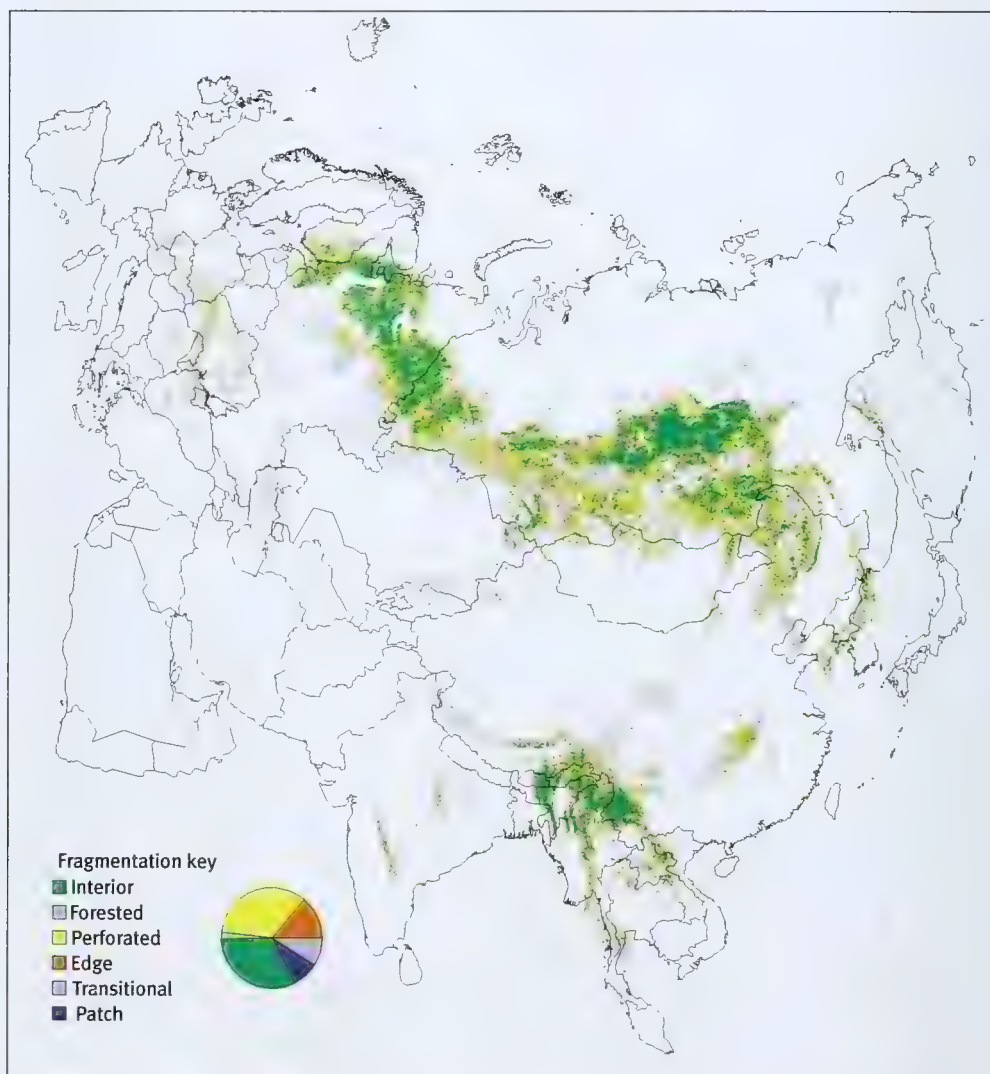 Fragmentation key
Interior
Forested
Perforated
Edge
Transitional
Patch